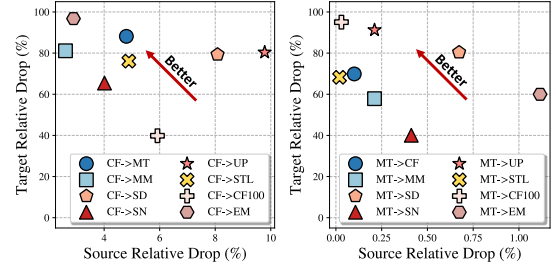 100
80
60
40
20
0
4
6
8
10
Target Relative Drop (%)
Source Relative Drop (%)
Better
CF->MT
CF->MM
CF->SD
CF->SN
CF->UP
CF->STL
CF->CF100
CF->EM
100
80
60
40
20
0
0.00
0.25
0.50
0.75
1.00
Target Relative Drop (%)
Source Relative Drop (%)
Better
MT->CF
MT->MM
MT->SD
MT->SN
MT->UP
MT->STL
MT->CF100
MT->EM